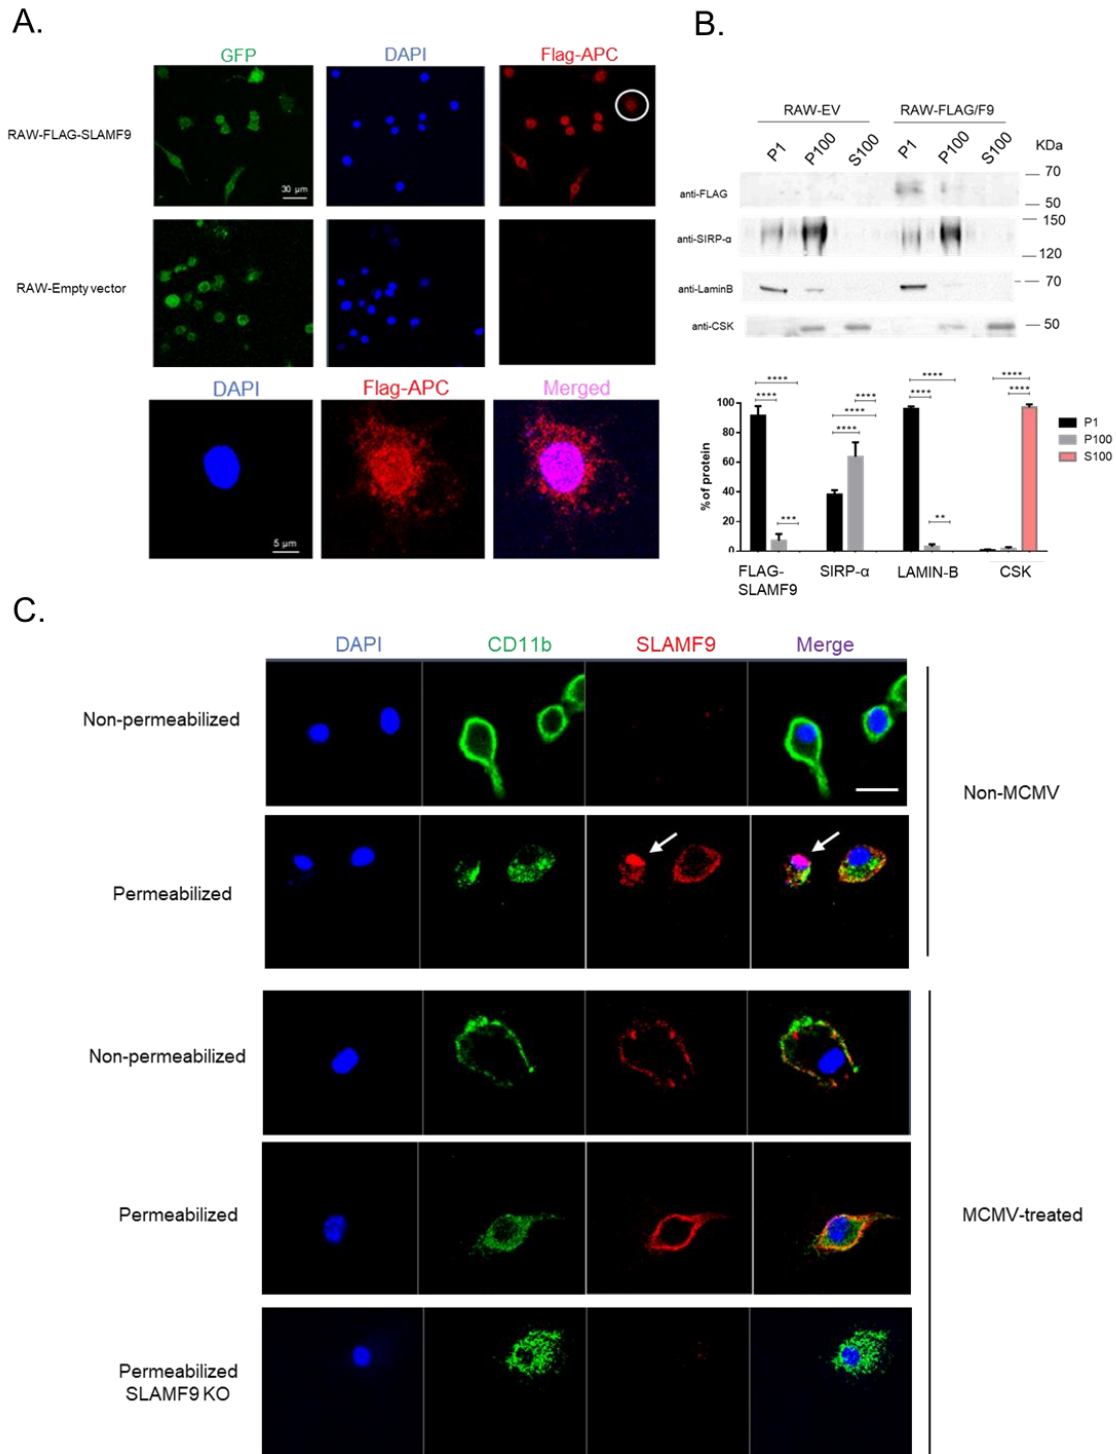 A.
GFP DAPI Flag-APC
RAW-FLAG-SLAMF9
30 µm
RAW-Empty vector
DAPI Flag-APC Merged
5 µm
B.
RAW-EV RAW-FLAG/F9
P1 P100 S100 P1 P100 S100 KDa
anti-FLAG
70
50
anti-SIRP-α
150
120
anti-LaminB
70
anti-CSK
50
**** **** *** **** **** **** **** **** ** **** ****
% of protein
100
80
60
40
20
0
P1
P100
S100
FLAG-
SLAMF9
SIRP-α
LAMIN-B
CSK
C.
DAPI CD11b SLAMF9 Merge
Non-permeabilized
Non-MCMV
Permeabilized
Non-permeabilized
Permeabilized
MCMV-treated
Permeabilized
SLAMF9 KO